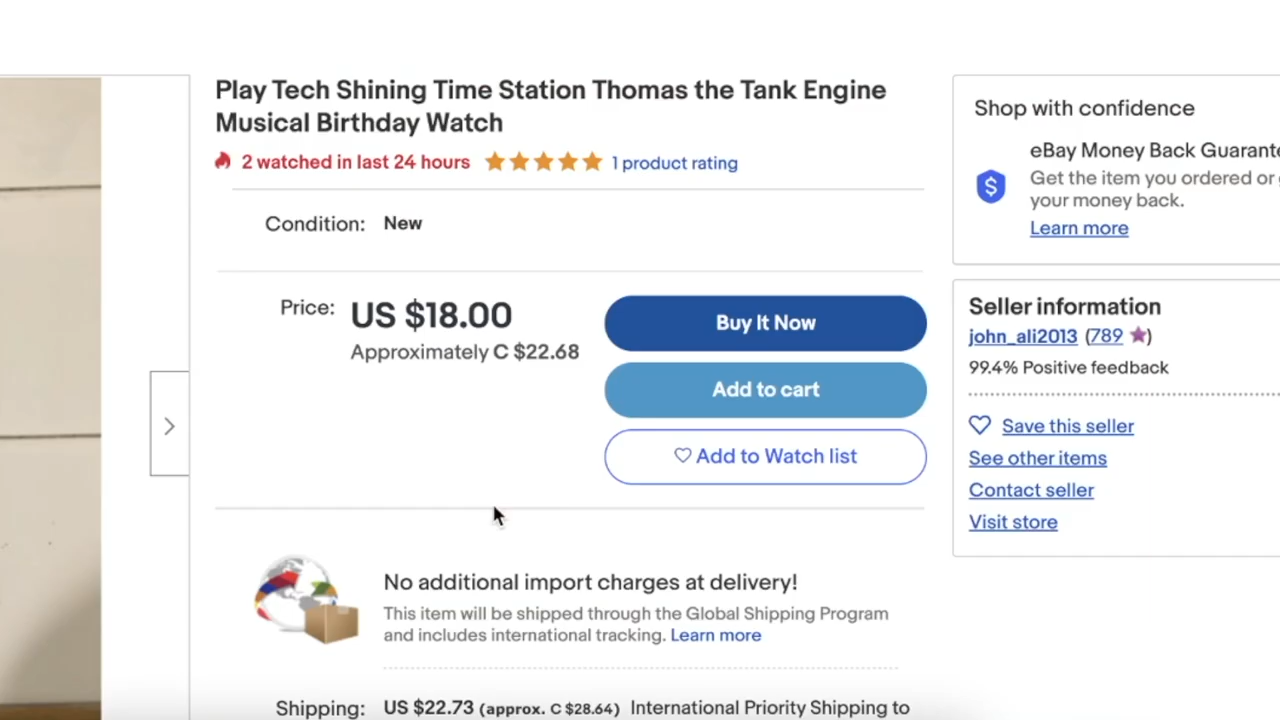 Play Tech Shining Time Station Thomas the Tank Engine
Musical Birthday Watch
2 watched in last 24 hours
1 product rating
Condition: New
Price: US $18.00
Approximately C $22.68
Buy It Now
Add to cart
Add to Watch list
No additional import charges at delivery!
This item will be shipped through the Global Shipping Program
and includes international tracking. Learn more
Shipping: US $22.73 (approx. C $28.64) International Priority Shipping to
Shop with confidence
eBay Money Back Guarante
Get the item you ordered or
your money back.
Learn more
Seller information
john_ali2013 (789 ★)
99.4% Positive feedback
Save this seller
See other items
Contact seller
Visit store